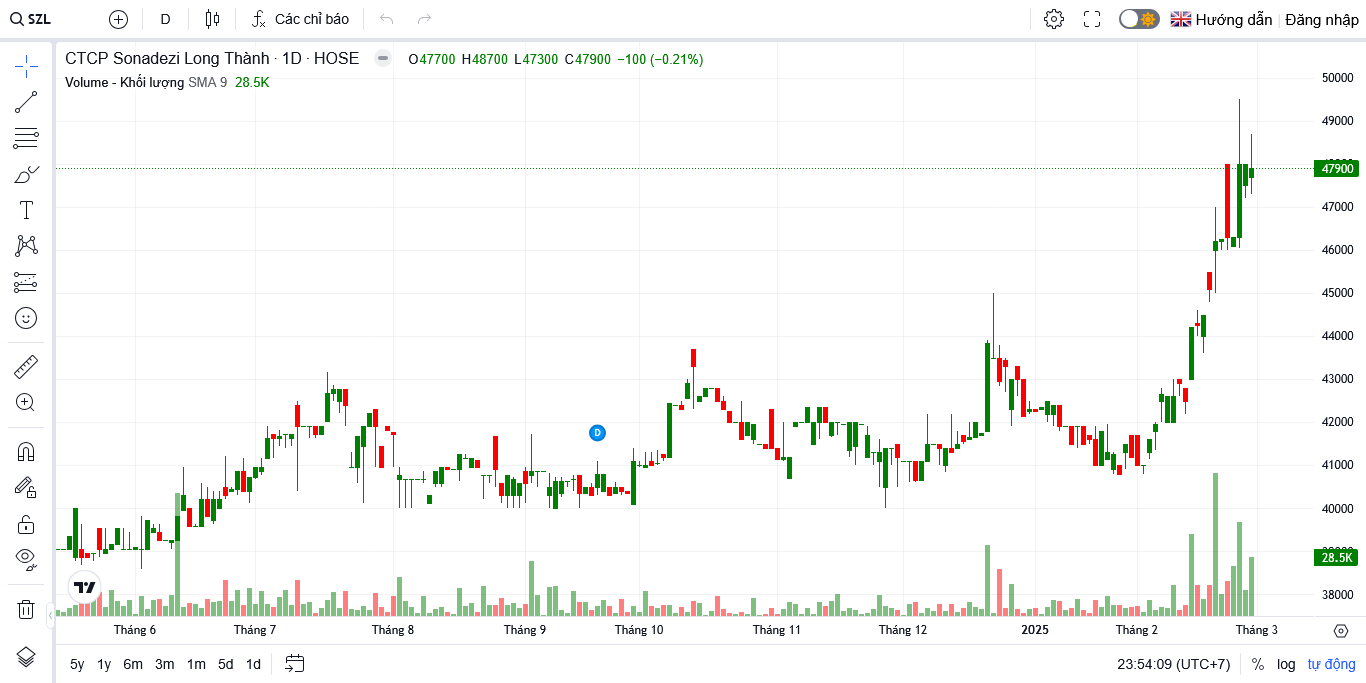 SZL D Các chỉ báo Hướng dẫn Đăng nhập
CTCP Sonadezi Long Thành · 1D · HOSE O47700 H48700 L47300 C47900 −100 (−0.21%)
Volume - Khối lượng SMA 9 28.5K
50000
49000
47900
47000
46000
45000
44000
43000
42000
D
41000
40000
28.5K
38000
Tháng 6 Tháng 7 Tháng 8 Tháng 9 Tháng 10 Tháng 11 Tháng 12 2025 Tháng 2 Tháng 3
5y 1y 6m 3m 1m 5d 1d 23:54:09 (UTC+7) % log tự động